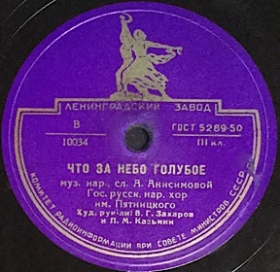 ЛЕНИНГРАДСКИЙ ЗАВОД
В
ГОСТ 5289-50
10034
III кл.
ЧТО ЗА НЕБО ГОЛУБОЕ
муз. нар., сл. А. Анисимовой
Гос. русск. нар. хор
им. Пятницкого
Худ. рук-ли: В. Г. Захаров
и П. М. Казьмин
КОМИТЕТ РАДИОИНФОРМАЦИИ ПРИ СОВЕТЕ МИНИСТРОВ СССР